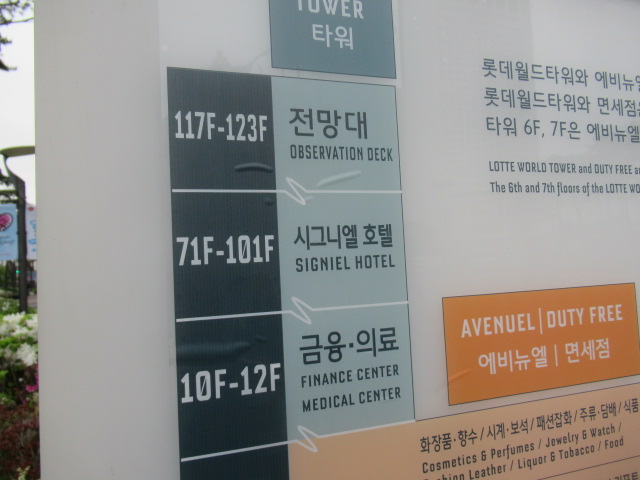 TOWER
타워
117F-123F
전망대
OBSERVATION DECK
71F-101F
시그니엘 호텔
SIGNIEL HOTEL
10F-12F
금융·의료
FINANCE CENTER
MEDICAL CENTER
롯데월드타워와 에비뉴엘
롯데월드타워와 면세점은
타워 6F, 7F은 에비뉴엘
LOTTE WORLD TOWER and DUTY FREE
The 6th and 7th floors of the LOTTE
AVENUEL | DUTY FREE
에비뉴엘 | 면세점
화장품·향수 / 시계·보석 / 패션잡화 / 주류·담배 / 식품
Cosmetics & Perfumes / Jewelry & Watch /
Leather / Liquor & Tobacco / Food